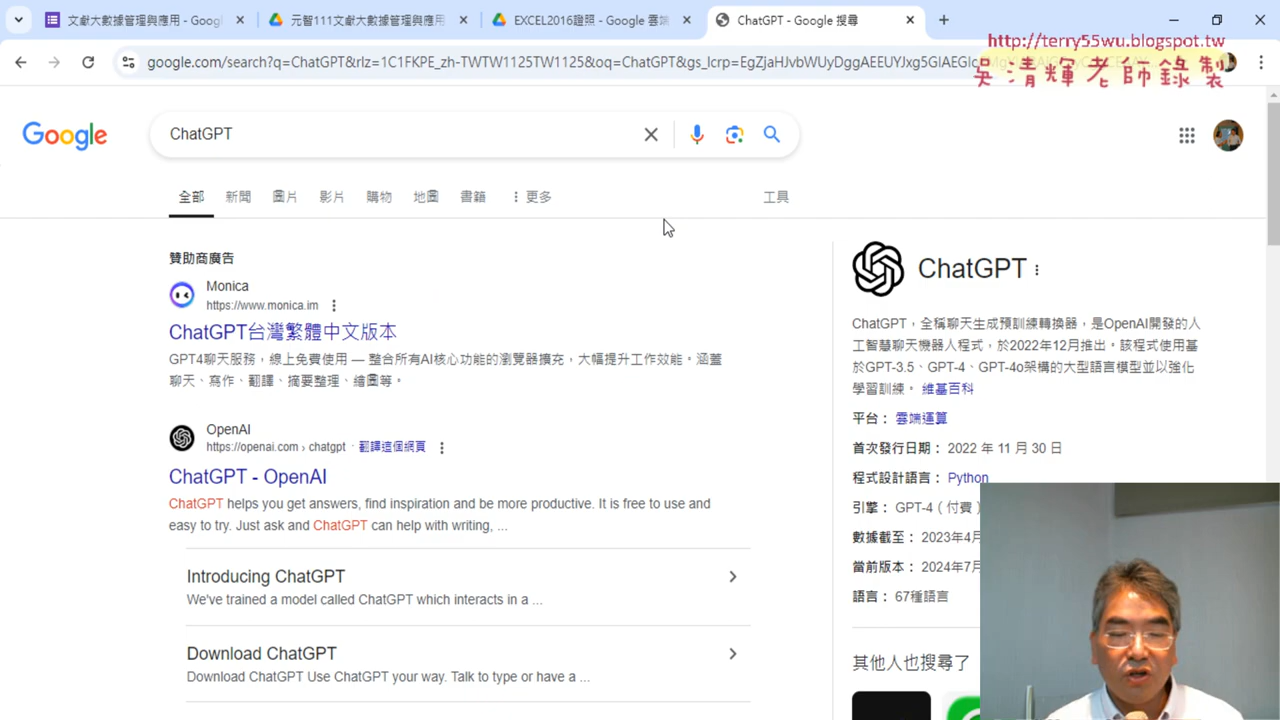 文獻大數據管理與應用 - Googl
元智111文獻大數據管理與應用
EXCEL2016證照 - Google 雲端
ChatGPT - Google 搜尋
http://terry55wu.blogspot.tw
吳清輝老師錄製
google.com/search?q=ChatGPT&rlz=1C1FKPE_zh-TWTW1125TW1125&oq=ChatGPT&gs_lcrp=EgZjaHJvbWUyDggAEEUYJxg5GIAEGIo
Google
ChatGPT
全部
新聞
圖片
影片
購物
地圖
書籍
更多
工具
贊助商廣告
Monica
https://www.monica.im
ChatGPT台灣繁體中文版本
GPT4聊天服務，線上免費使用 — 整合所有AI核心功能的瀏覽器擴充，大幅提升工作效能。涵蓋
聊天、寫作、翻譯、摘要整理、繪圖等。
OpenAI
https://openai.com › chatgpt · 翻譯這個網頁
ChatGPT - OpenAI
ChatGPT helps you get answers, find inspiration and be more productive. It is free to use and
easy to try. Just ask and ChatGPT can help with writing, ...
Introducing ChatGPT
We've trained a model called ChatGPT which interacts in a ...
Download ChatGPT
Download ChatGPT Use ChatGPT your way. Talk to type or have a ...
ChatGPT
ChatGPT，全稱聊天生成預訓練轉換器，是OpenAI開發的人
工智慧聊天機器人程式，於2022年12月推出。該程式使用基
於GPT-3.5、GPT-4、GPT-4o架構的大型語言模型並以強化
學習訓練。 維基百科
平台： 雲端運算
首次發行日期： 2022 年 11 月 30 日
程式設計語言： Python
引擎： GPT-4（付費）
數據截至： 2023年4月
當前版本： 2024年7月
語言： 67種語言
其他人也搜尋了